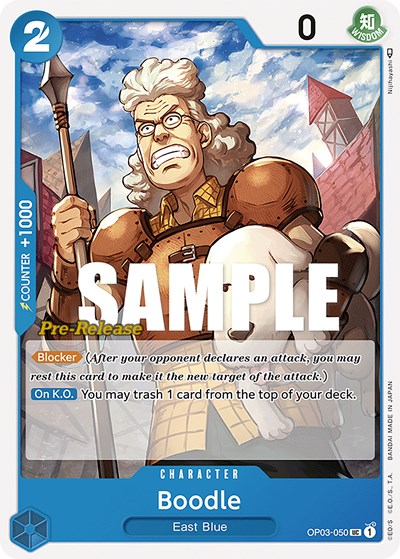 2
0
知
WISDOM
Nijihayashi
COUNTER +1000
SAMPLE
Pre-Release
Blocker (After your opponent declares an attack, you may
rest this card to make it the new target of the attack.)
On K.O. You may trash 1 card from the top of your deck.
CHARACTER
Boodle
East Blue
OP03-050 UC 1
©E.O/S ©E.O./S., T.A. BANDAI MADE IN JAPAN